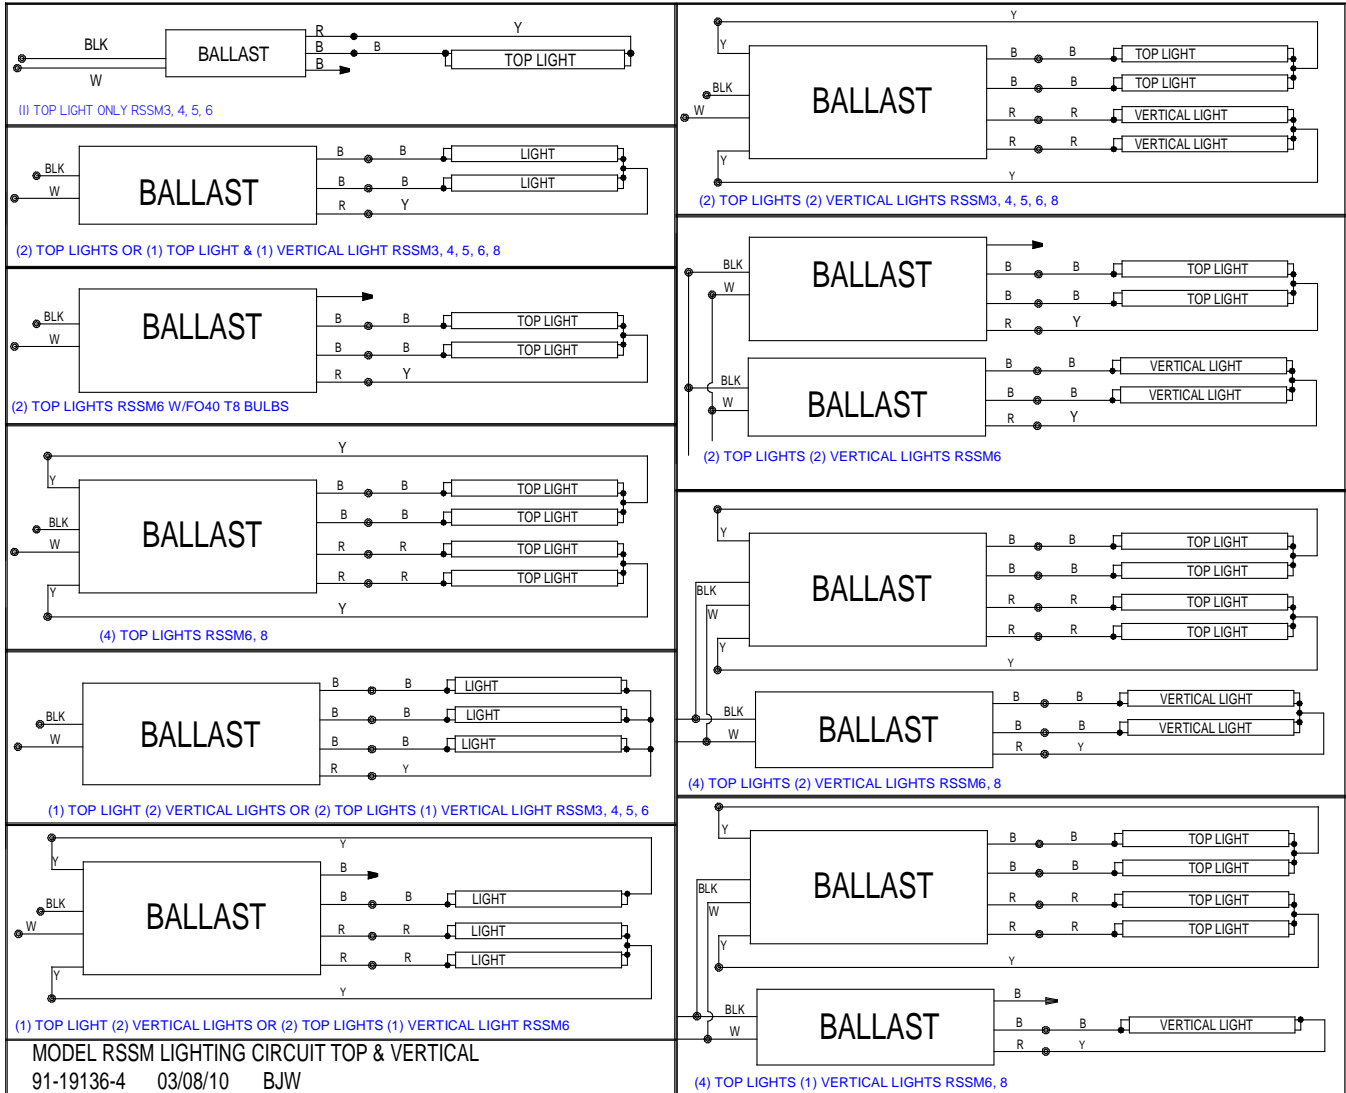 R
Y
BLK
B
B
BALLAST
TOP LIGHT
B
W
(1) TOP LIGHT ONLY RSSM3, 4, 5, 6
B
B
LIGHT
BLK
BALLAST
B
B
LIGHT
W
R
Y
(2) TOP LIGHTS OR (1) TOP LIGHT & (1) VERTICAL LIGHT RSSM3, 4, 5, 6, 8
BLK
BALLAST
B
B
TOP LIGHT
W
B
B
TOP LIGHT
R
Y
(2) TOP LIGHTS RSSM6 W/FO40 T8 BULBS
Y
Y
B
B
TOP LIGHT
BLK
BALLAST
B
B
TOP LIGHT
W
R
R
TOP LIGHT
R
R
TOP LIGHT
Y
Y
(4) TOP LIGHTS RSSM6, 8
B
B
LIGHT
BLK
BALLAST
B
B
LIGHT
W
B
B
LIGHT
R
Y
(1) TOP LIGHT (2) VERTICAL LIGHTS OR (2) TOP LIGHTS (1) VERTICAL LIGHT RSSM3, 4, 5, 6
Y
Y
B
BLK
BALLAST
B
B
LIGHT
W
R
R
LIGHT
R
R
LIGHT
Y
Y
(1) TOP LIGHT (2) VERTICAL LIGHTS OR (2) TOP LIGHTS (1) VERTICAL LIGHT RSSM6
MODEL RSSM LIGHTING CIRCUIT TOP & VERTICAL
91-19136-4 03/08/10 BJW
Y
Y
B
B
TOP LIGHT
BLK
BALLAST
B
B
TOP LIGHT
W
R
R
VERTICAL LIGHT
R
R
VERTICAL LIGHT
Y
Y
(2) TOP LIGHTS (2) VERTICAL LIGHTS RSSM3, 4, 5, 6, 8
BLK
BALLAST
B
B
TOP LIGHT
W
B
B
TOP LIGHT
R
Y
BLK
BALLAST
B
B
VERTICAL LIGHT
W
B
B
VERTICAL LIGHT
R
Y
(2) TOP LIGHTS (2) VERTICAL LIGHTS RSSM6
Y
B
B
TOP LIGHT
BLK
BALLAST
B
B
TOP LIGHT
W
R
R
TOP LIGHT
R
R
TOP LIGHT
Y
Y
BLK
BALLAST
B
B
VERTICAL LIGHT
W
B
B
VERTICAL LIGHT
R
Y
(4) TOP LIGHTS (2) VERTICAL LIGHTS RSSM6, 8
Y
B
B
TOP LIGHT
BLK
BALLAST
B
B
TOP LIGHT
W
R
R
TOP LIGHT
R
R
TOP LIGHT
Y
Y
B
BLK
BALLAST
B
B
VERTICAL LIGHT
W
R
Y
(4) TOP LIGHTS (1) VERTICAL LIGHTS RSSM6, 8